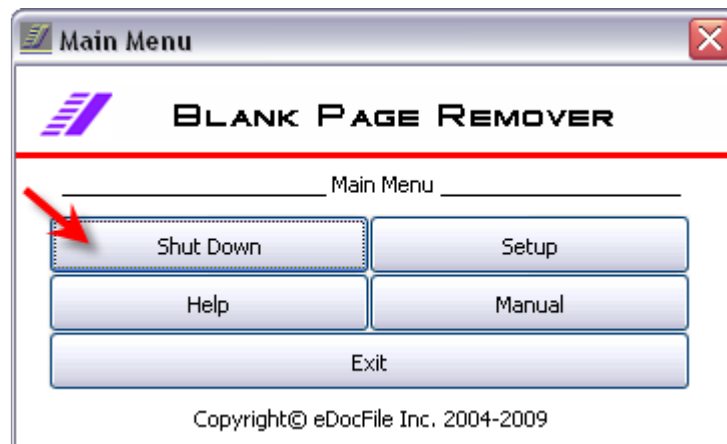 Main Menu
BLANK PAGE REMOVER
Main Menu
Shut Down Setup
Help Manual
Exit
Copyright© eDocFile Inc. 2004-2009